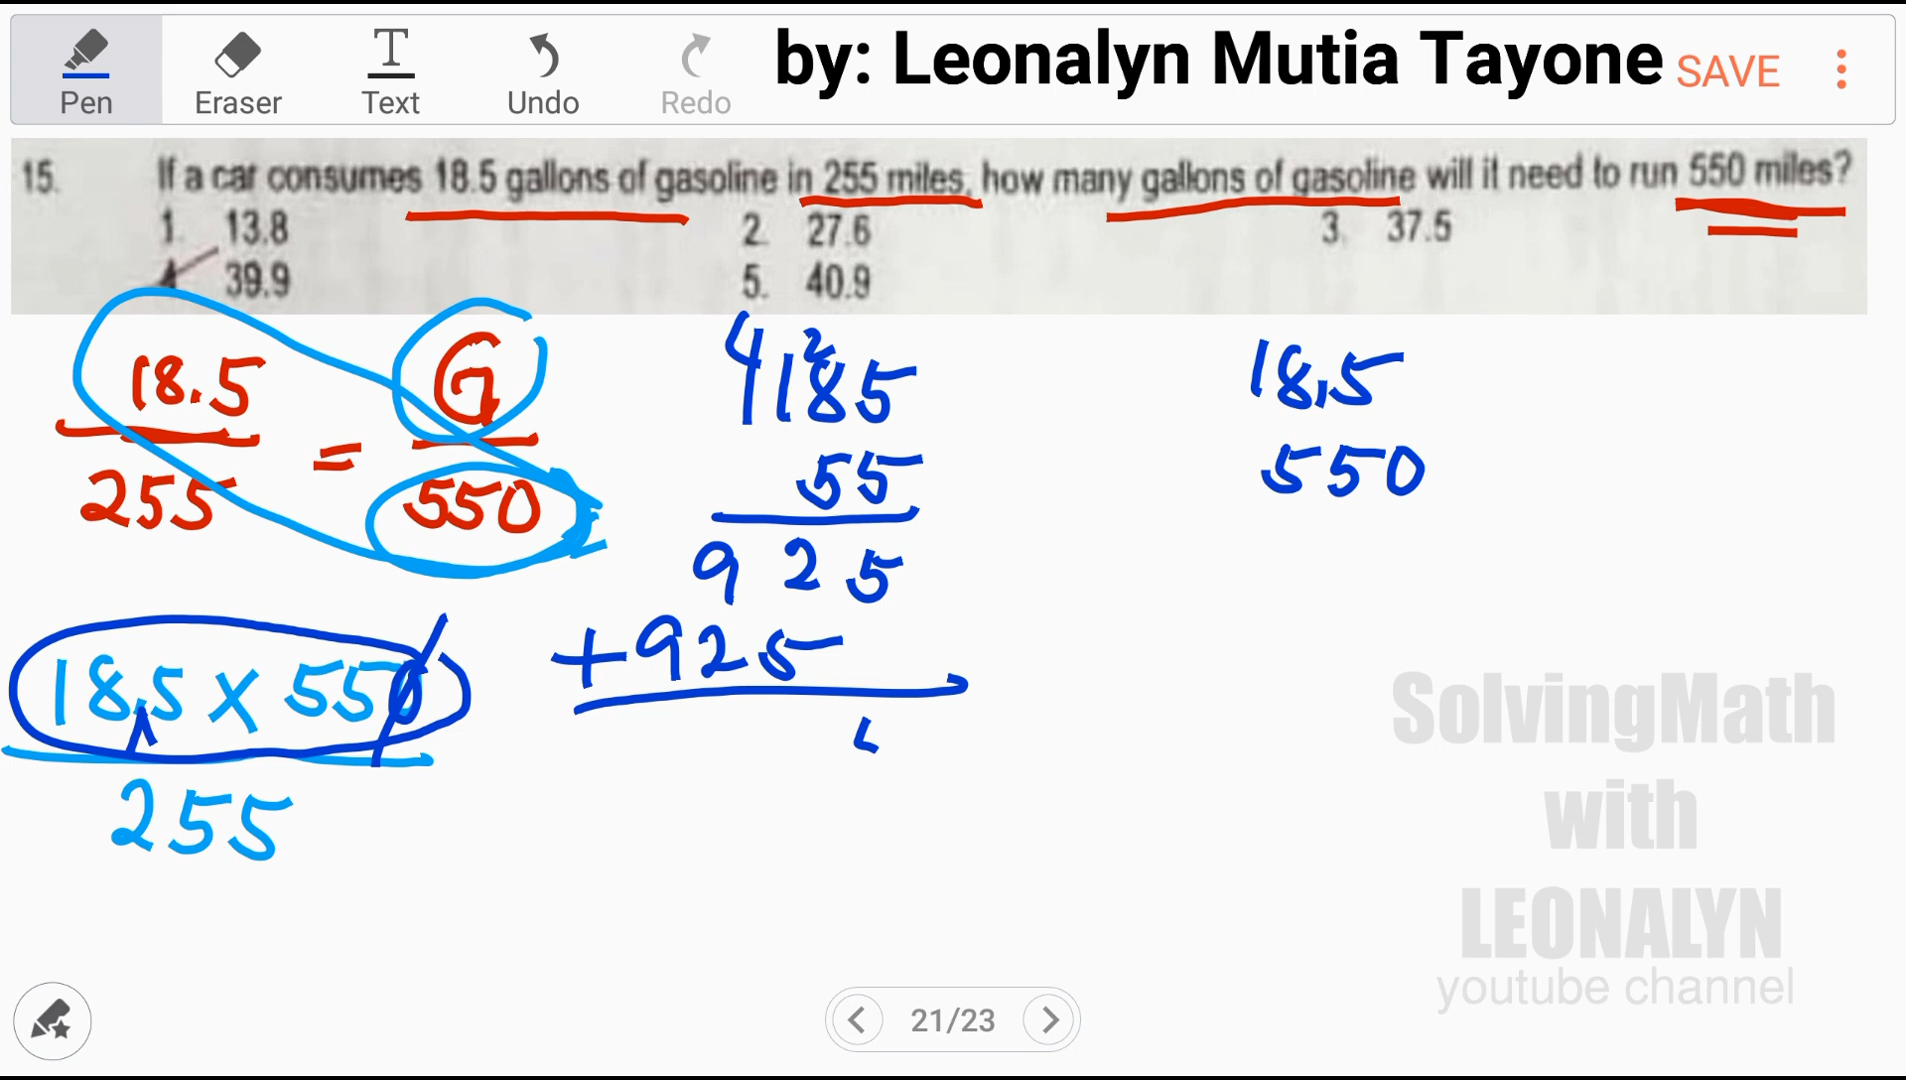 Pen Eraser Text Undo Redo by: Leonalyn Mutia Tayone SAVE
15. If a car consumes 18.5 gallons of gasoline in 255 miles, how many gallons of gasoline will it need to run 550 miles?
1. 13.8 2. 27.6 3. 37.5
4 39.9 5. 40.9
18.5 = G
255 550
4 2
185
55
925
+925
18,5
550
18,5 x 550
255
SolvingMath
with
LEONALYN
youtube channel
21/23